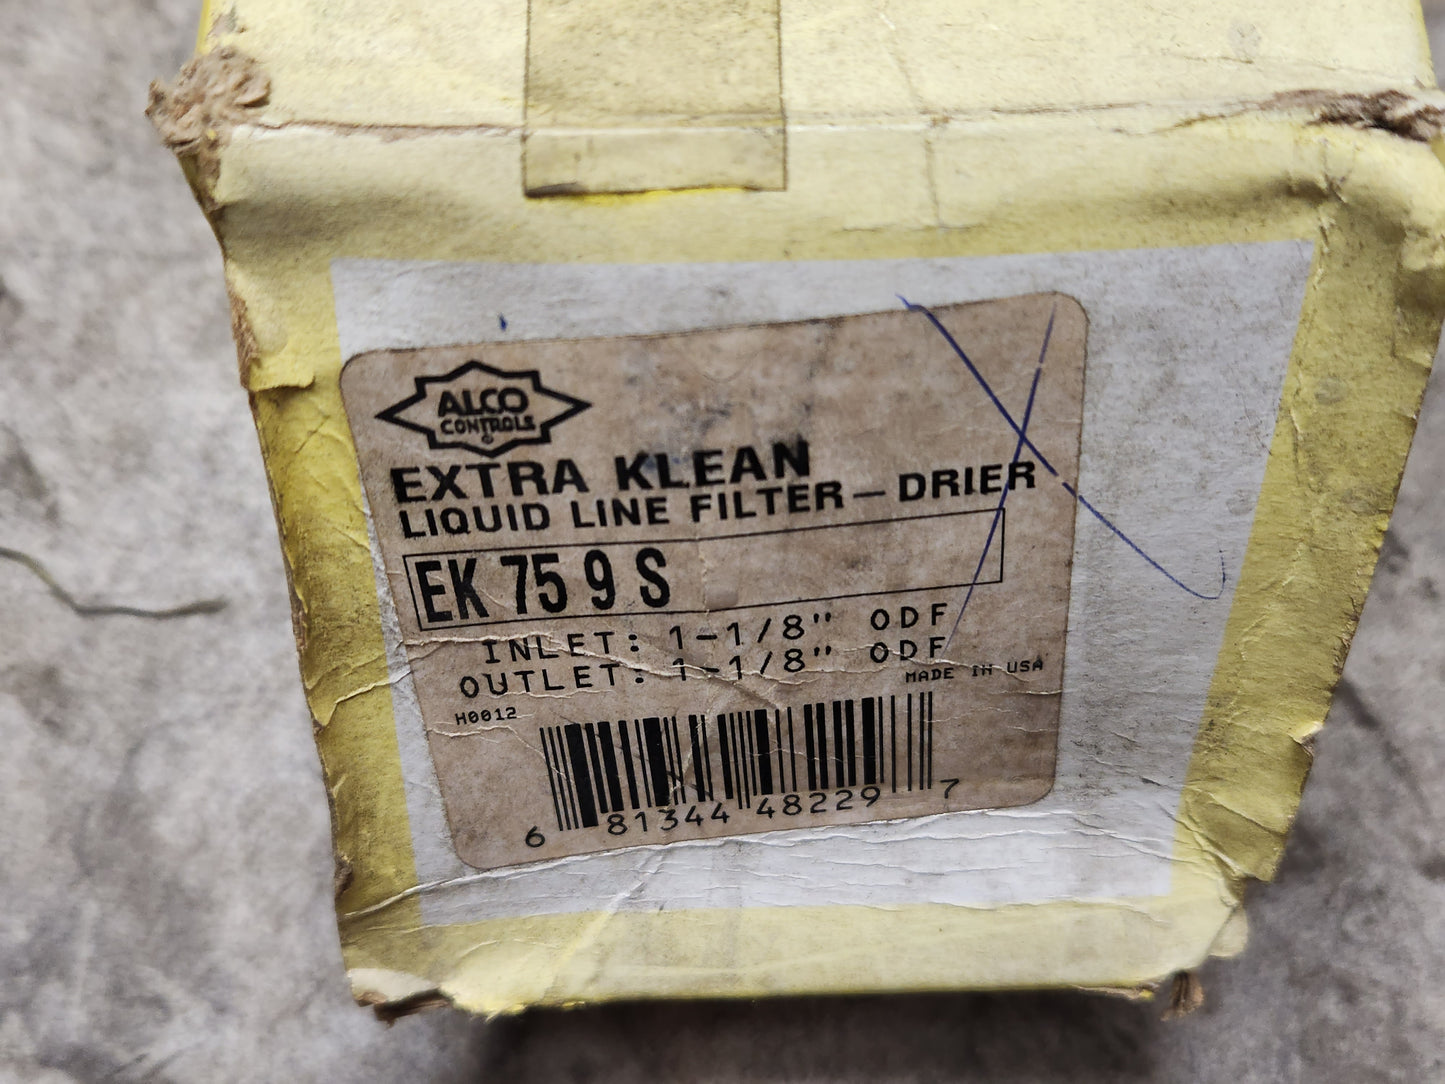 ALCO
CONTROLS
©
EXTRA KLEAN
LIQUID LINE FILTER – DRIER
EK 75 9 S
INLET: 1-1/8" ODF
OUTLET: 1-1/8" ODF
MADE IN USA
H0012
6 81344 48229 7